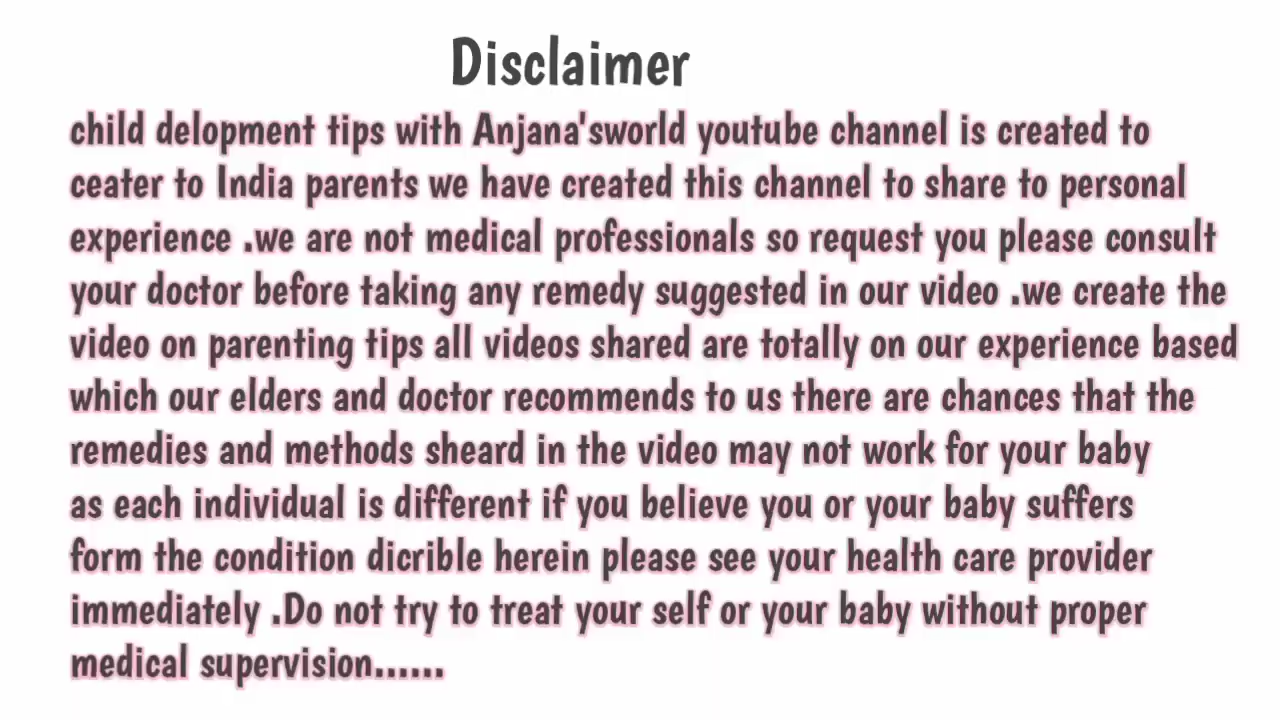 Disclaimer
child delopment tips with Anjana'sworld youtube channel is created to
ceater to India parents we have created this channel to share to personal
experience .we are not medical professionals so request you please consult
your doctor before taking any remedy suggested in our video .we create the
video on parenting tips all videos shared are totally on our experience based
which our elders and doctor recommends to us there are chances that the
remedies and methods sheard in the video may not work for your baby
as each individual is different if you believe you or your baby suffers
form the condition dicrible herein please see your health care provider
immediately .Do not try to treat your self or your baby without proper
medical supervision......